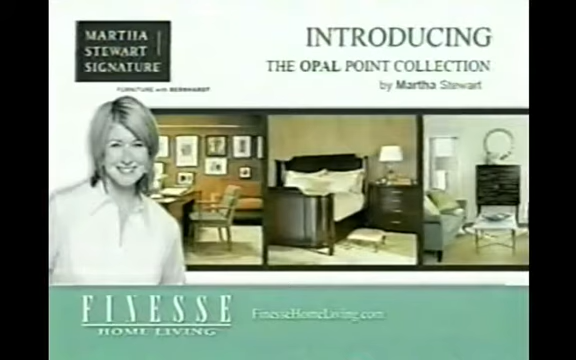 MARTHA
STEWART
SIGNATURE
FURNITURE with BERNHARDT
INTRODUCING
THE OPAL POINT COLLECTION
by Martha Stewart
FINESSE
HOME LIVING
FinesseHomeLiving.com